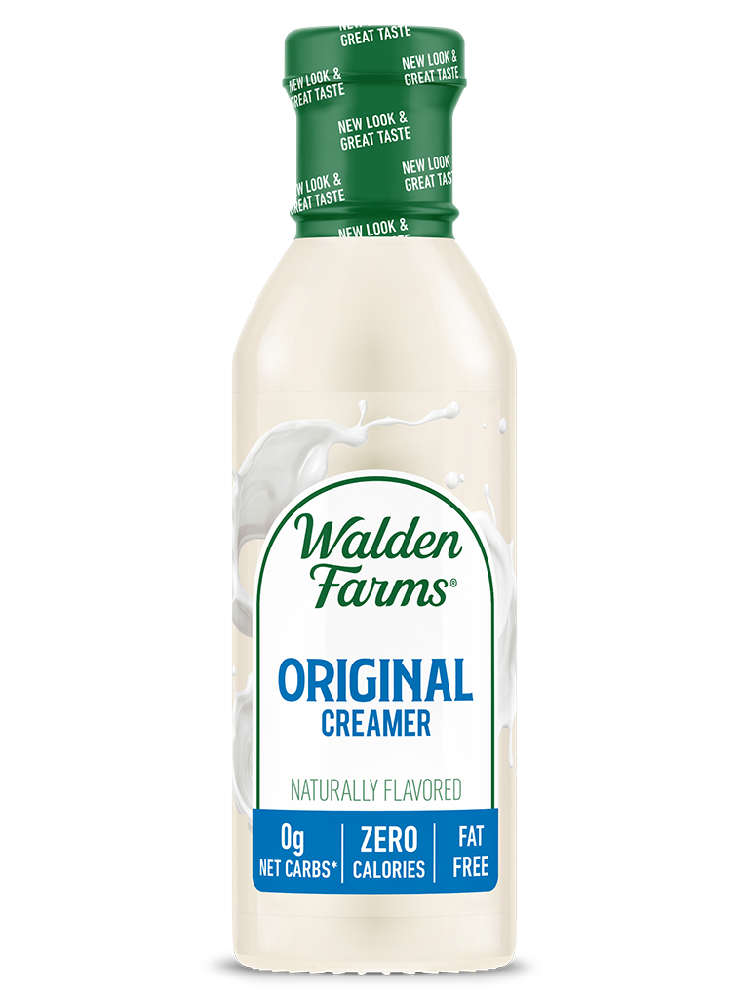 GREAT TASTE
NEW LOOK &
GREAT TASTE
NEW LOOK &
GREAT TASTE
NEW LOOK &
GREAT TASTE
NEW LOOK
GREAT
LOOK &
TASTE
NEW LOOK &
Walden
Farms®
ORIGINAL
CREAMER
NATURALLY FLAVORED
0g
NET CARBS*
ZERO
CALORIES
FAT
FREE